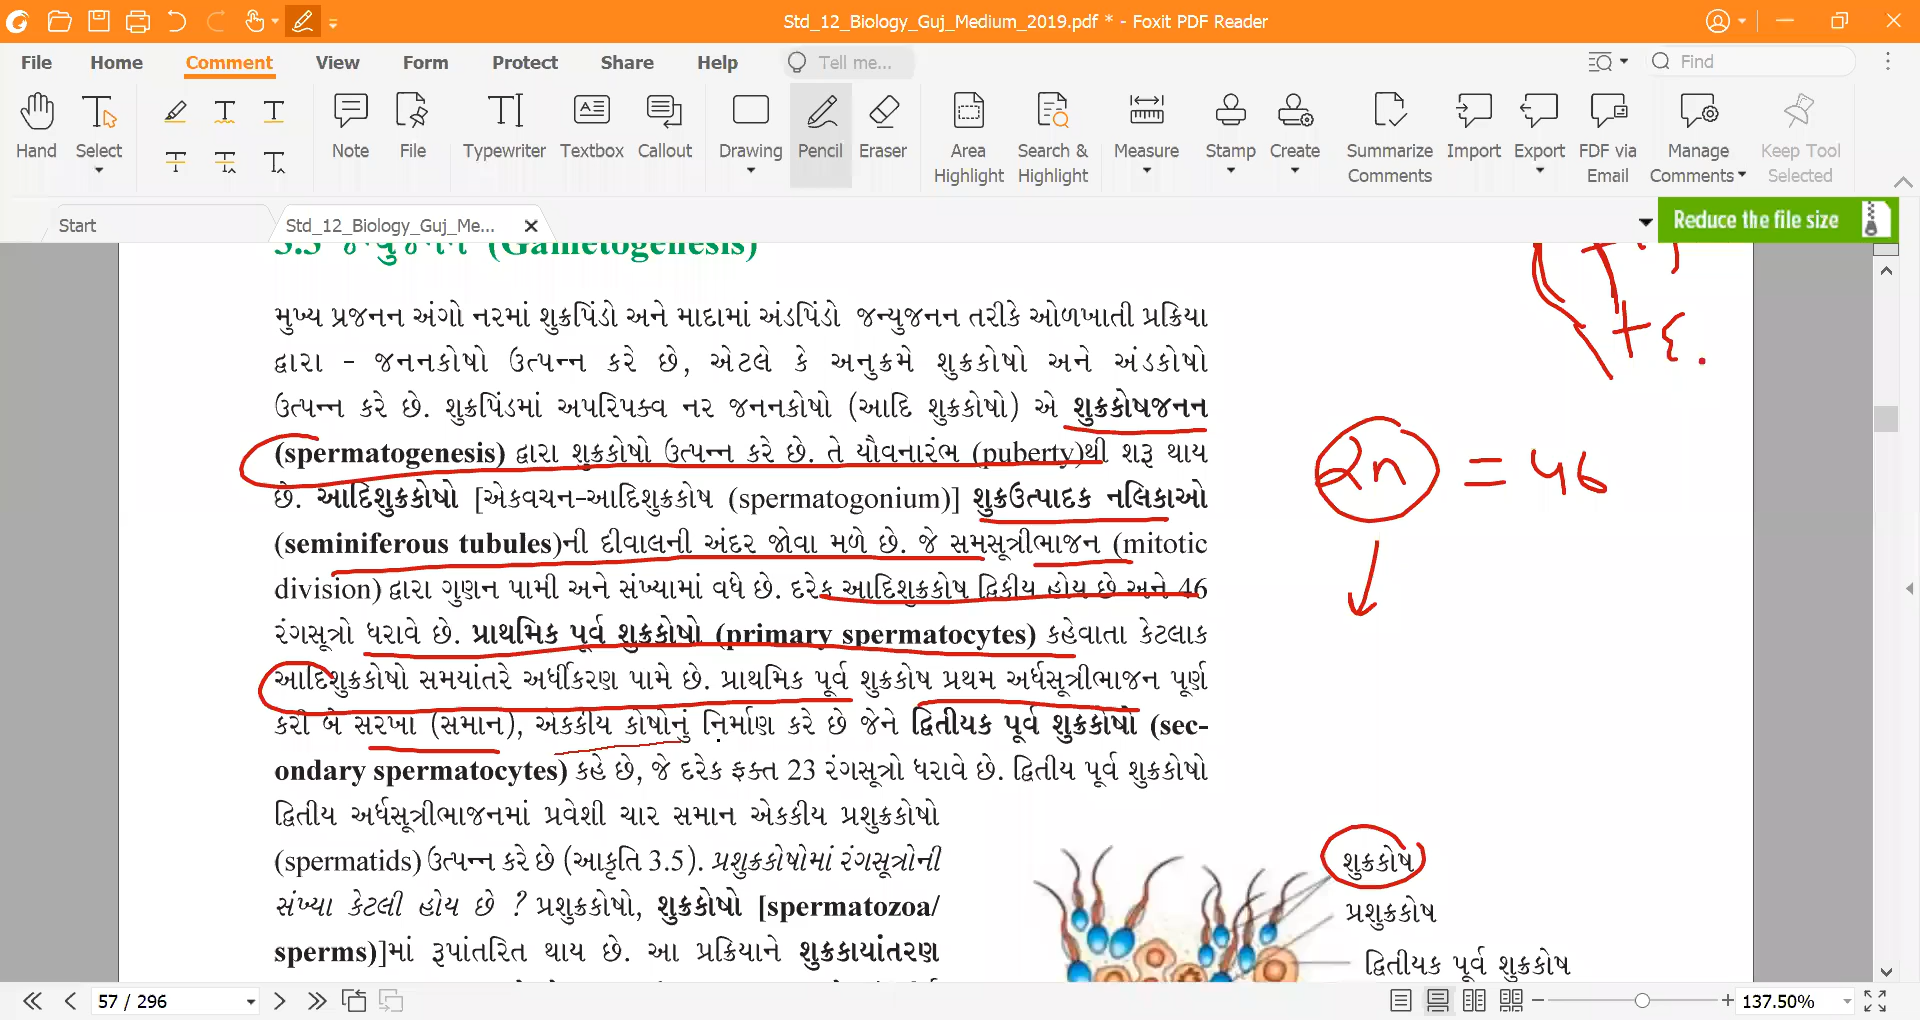 Std_12_Biology_Guj_Medium_2019.pdf * - Foxit PDF Reader
File Home Comment View Form Protect Share Help Tell me... Find
Hand Select Note File Typewriter Textbox Callout Drawing Pencil Eraser Area Highlight Search & Highlight Measure Stamp Create Summarize Comments Import Export FDF via Email Manage Comments Keep Tool Selected
Start Std_12_Biology_Guj_Me... Reduce the file size
3.3 જન્યુજનન (Gametogenesis)
મુખ્ય પ્રજનન અંગો નરમાં શુક્રપિંડો અને માદામાં અંડપિંડો જન્યુજનન તરીકે ઓળખાતી પ્રક્રિયા
દ્વારા - જનનકોષો ઉત્પન્ન કરે છે, એટલે કે અનુક્રમે શુક્રકોષો અને અંડકોષો
ઉત્પન્ન કરે છે. શુક્રપિંડમાં અપરિપક્વ નર જનનકોષો (આદિ શુક્રકોષો) એ શુક્રકોષજનન
(spermatogenesis) દ્વારા શુક્રકોષો ઉત્પન્ન કરે છે. તે યૌવનારંભ (puberty)થી શરૂ થાય
છે. આદિશુક્રકોષો [એકવચન-આદિશુક્રકોષ (spermatogonium)] શુક્રઉત્પાદક નલિકાઓ
(seminiferous tubules)ની દીવાલની અંદર જોવા મળે છે. જે સમસૂત્રીભાજન (mitotic
division) દ્વારા ગુણન પામી અને સંખ્યામાં વધે છે. દરેક આદિશુક્રકોષ દ્વિકીય હોય છે અને 46
રંગસૂત્રો ધરાવે છે. પ્રાથમિક પૂર્વ શુક્રકોષો (primary spermatocytes) કહેવાતા કેટલાક
આદિશુક્રકોષો સમયાંતરે અર્ધીકરણ પામે છે. પ્રાથમિક પૂર્વ શુક્રકોષ પ્રથમ અર્ધસૂત્રીભાજન પૂર્ણ
કરી બે સરખા (સમાન), એકકીય કોષોનું નિર્માણ કરે છે જેને દ્વિતીયક પૂર્વ શુક્રકોષો (sec-
ondary spermatocytes) કહે છે, જે દરેક ફક્ત 23 રંગસૂત્રો ધરાવે છે. દ્વિતીય પૂર્વ શુક્રકોષો
દ્વિતીય અર્ધસૂત્રીભાજનમાં પ્રવેશી ચાર સમાન એકકીય પ્રશુક્રકોષો
(spermatids) ઉત્પન્ન કરે છે (આકૃતિ 3.5). પ્રશુક્રકોષોમાં રંગસૂત્રોની
સંખ્યા કેટલી હોય છે ? પ્રશુક્રકોષો, શુક્રકોષો [spermatozoa/
sperms)]માં રૂપાંતરિત થાય છે. આ પ્રક્રિયાને શુક્રકાયાંતરણ
2n = 46
શુક્રકોષ
પ્રશુક્રકોષ
દ્વિતીયક પૂર્વ શુક્રકોષ
57 / 296 137.50%